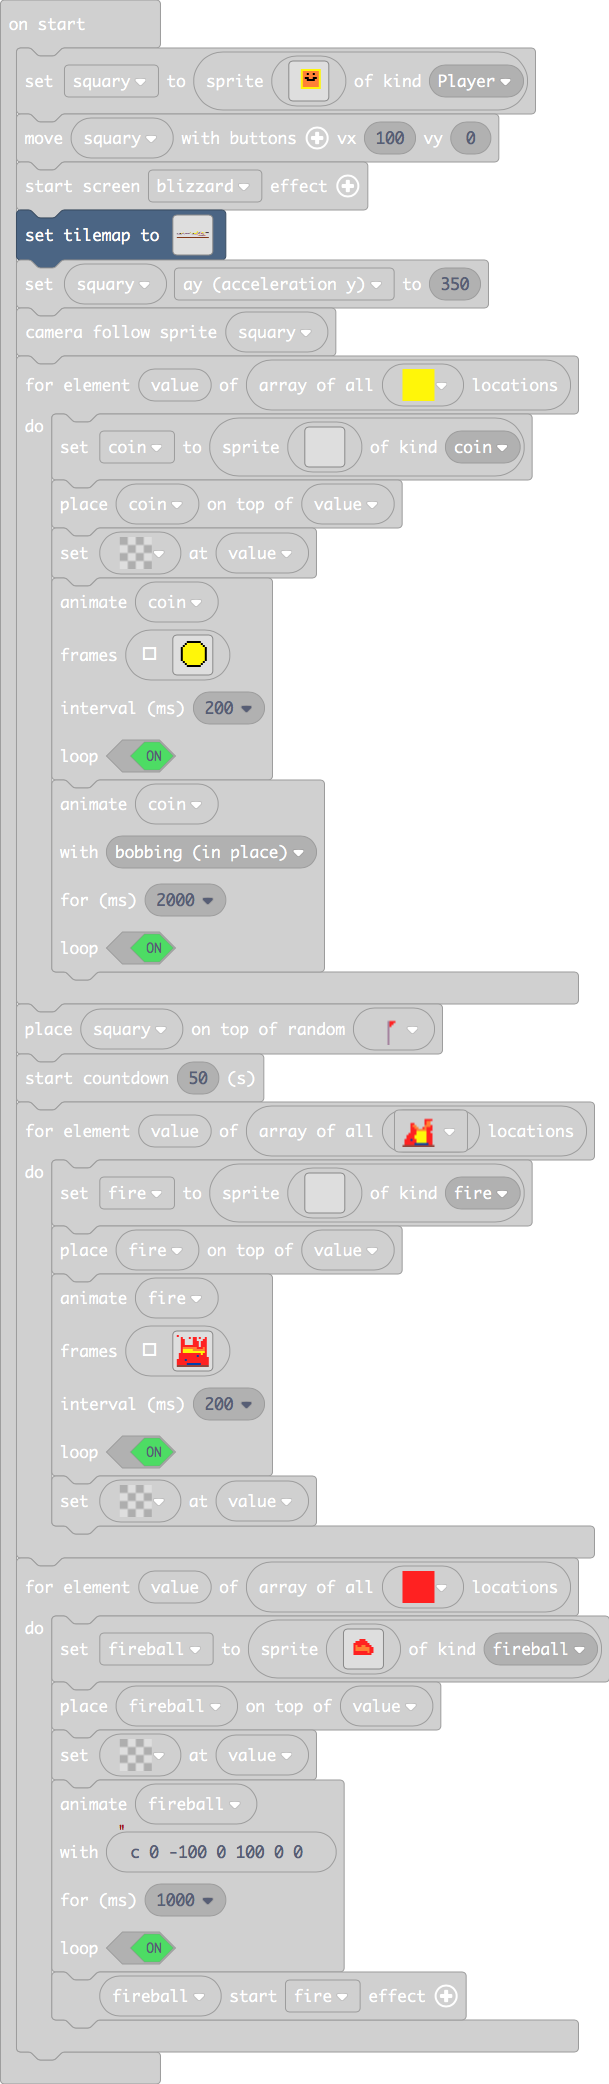 on start
set squary to sprite of kind Player
move squary with buttons vx 100 vy 0
start screen blizzard effect
set tilemap to
set squary ay (acceleration y) to 350
camera follow sprite squary
for element value of array of all locations
do
set coin to sprite of kind coin
place coin on top of value
set at value
animate coin
frames
interval (ms) 200
loop ON
animate coin
with bobbing (in place)
for (ms) 2000
loop ON
place squary on top of random
start countdown 50 (s)
for element value of array of all locations
do
set fire to sprite of kind fire
place fire on top of value
animate fire
frames
interval (ms) 200
loop ON
set at value
for element value of array of all locations
do
set fireball to sprite of kind fireball
place fireball on top of value
set at value
animate fireball
with " c 0 -100 0 100 0 0
for (ms) 1000
loop ON
fireball start fire effect